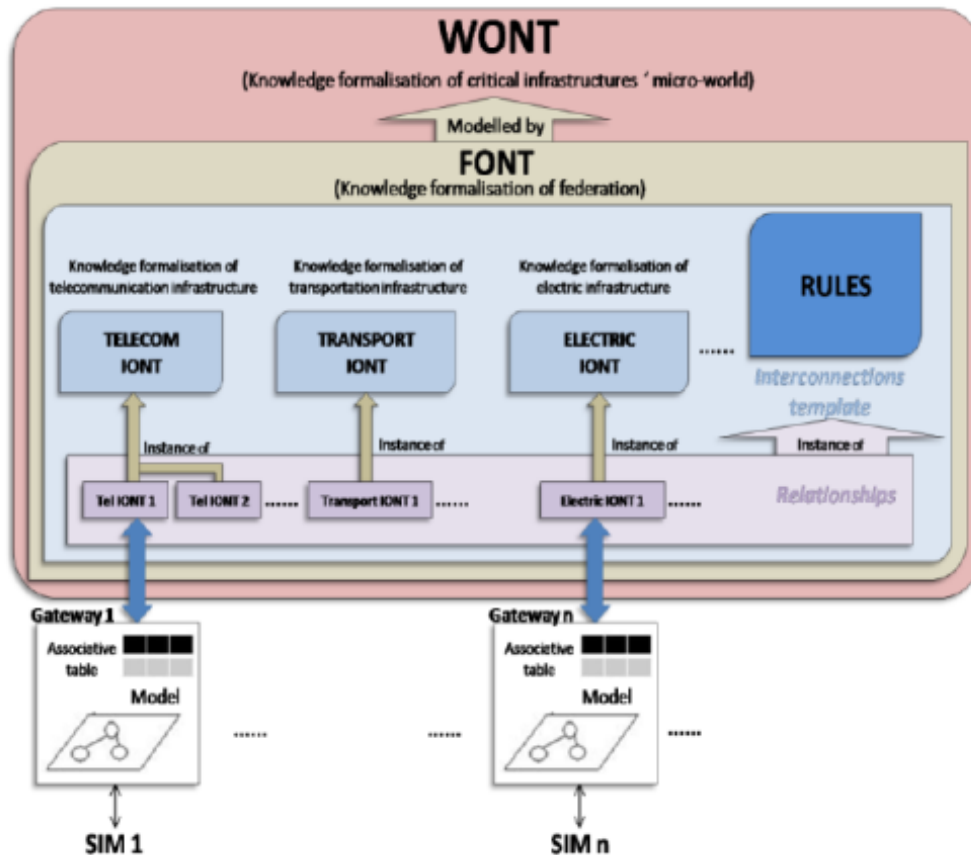 WONT
(Knowledge formalisation of critical infrastructures ‘ micro-world)
Modelled by
FONT
(Knowledge formalisation of federation)
Knowledge formalisation of
telecommunication infrastructure
Knowledge formalisation of
transportation infrastructure
Knowledge formalisation of
electric infrastructure
RULES
TELECOM
IONT
TRANSPORT
IONT
ELECTRIC
IONT
......
Interconnections
template
Instance of
Instance of
Instance of
Instance of
Tel IONT 1
Tel IONT 2
......
Transport IONT 1
......
Electric IONT 1
......
Relationships
Gateway 1
Associative
table
Model
......
......
Gateway n
Associative
table
Model
......
SIM 1
SIM n